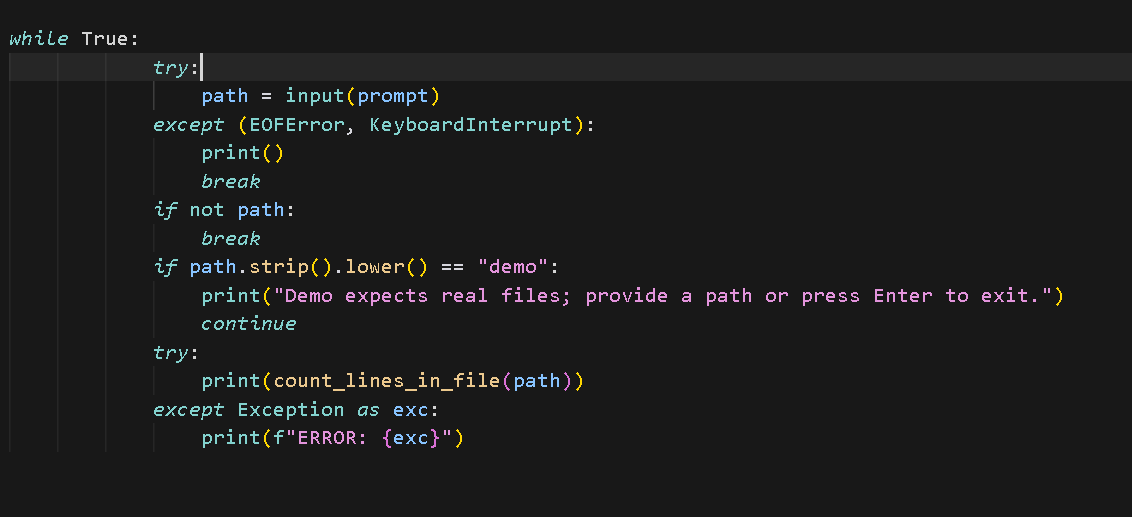 while True:
            try:
                path = input(prompt)
            except (EOFError, KeyboardInterrupt):
                print()
                break
            if not path:
                break
            if path.strip().lower() == "demo":
                print("Demo expects real files; provide a path or press Enter to exit.")
                continue
            try:
                print(count_lines_in_file(path))
            except Exception as exc:
                print(f"ERROR: {exc}")